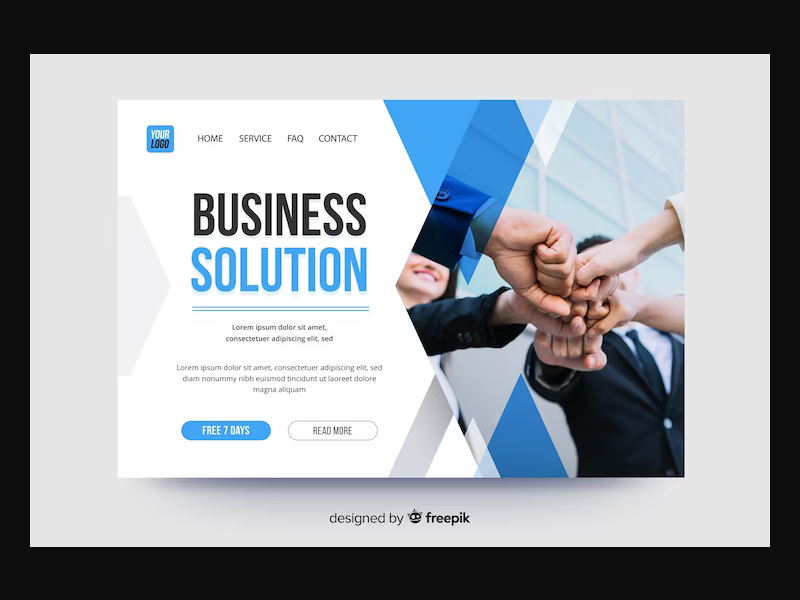 YOUR
LOGO
HOME SERVICE FAQ CONTACT
BUSINESS
SOLUTION
Lorem ipsum dolor sit amet,
consectetuer adipiscing elit, sed
Lorem ipsum dolor sit amet, consectetuer adipiscing elit, sed
diam nonummy nibh euismod tincidunt ut laoreet dolore
magna aliquam
FREE 7 DAYS READ MORE
designed by freepik